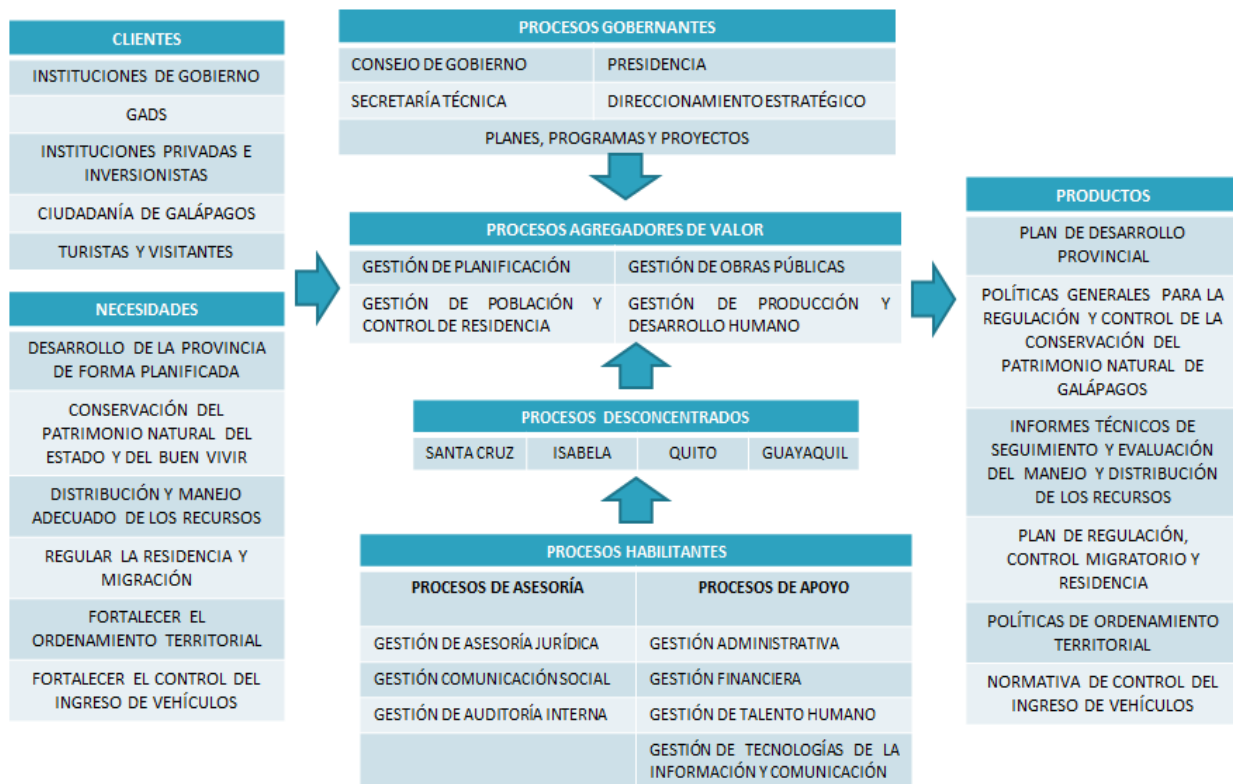 CLIENTES
INSTITUCIONES DE GOBIERNO
GADS
INSTITUCIONES PRIVADAS E
INVERSIONISTAS
CIUDADANÍA DE GALÁPAGOS
TURISTAS Y VISITANTES
NECESIDADES
DESARROLLO DE LA PROVINCIA
DE FORMA PLANIFICADA
CONSERVACIÓN DEL
PATRIMONIO NATURAL DEL
ESTADO Y DEL BUEN VIVIR
DISTRIBUCIÓN Y MANEJO
ADECUADO DE LOS RECURSOS
REGULAR LA RESIDENCIA Y
MIGRACIÓN
FORTALECER EL
ORDENAMIENTO TERRITORIAL
FORTALECER EL CONTROL DEL
INGRESO DE VEHÍCULOS
PROCESOS GOBERNANTES
CONSEJO DE GOBIERNO
PRESIDENCIA
SECRETARÍA TÉCNICA
DIRECCIONAMIENTO ESTRATÉGICO
PLANES, PROGRAMAS Y PROYECTOS
PROCESOS AGREGADORES DE VALOR
GESTIÓN DE PLANIFICACIÓN
GESTIÓN DE OBRAS PÚBLICAS
GESTIÓN DE POBLACIÓN Y
CONTROL DE RESIDENCIA
GESTIÓN DE PRODUCCIÓN Y
DESARROLLO HUMANO
PROCESOS DESCONCENTRADOS
SANTA CRUZ
ISABELA
QUITO
GUAYAQUIL
PROCESOS HABILITANTES
PROCESOS DE ASESORÍA
PROCESOS DE APOYO
GESTIÓN DE ASESORÍA JURÍDICA
GESTIÓN ADMINISTRATIVA
GESTIÓN COMUNICACIÓN SOCIAL
GESTIÓN FINANCIERA
GESTIÓN DE AUDITORÍA INTERNA
GESTIÓN DE TALENTO HUMANO
GESTIÓN DE TECNOLOGÍAS DE LA
INFORMACIÓN Y COMUNICACIÓN
PRODUCTOS
PLAN DE DESARROLLO
PROVINCIAL
POLÍTICAS GENERALES PARA LA
REGULACIÓN Y CONTROL DE LA
CONSERVACIÓN DEL
PATRIMONIO NATURAL DE
GALÁPAGOS
INFORMES TÉCNICOS DE
SEGUIMIENTO Y EVALUACIÓN
DEL MANEJO Y DISTRIBUCIÓN
DE LOS RECURSOS
PLAN DE REGULACIÓN,
CONTROL MIGRATORIO Y
RESIDENCIA
POLÍTICAS DE ORDENAMIENTO
TERRITORIAL
NORMATIVA DE CONTROL DEL
INGRESO DE VEHÍCULOS